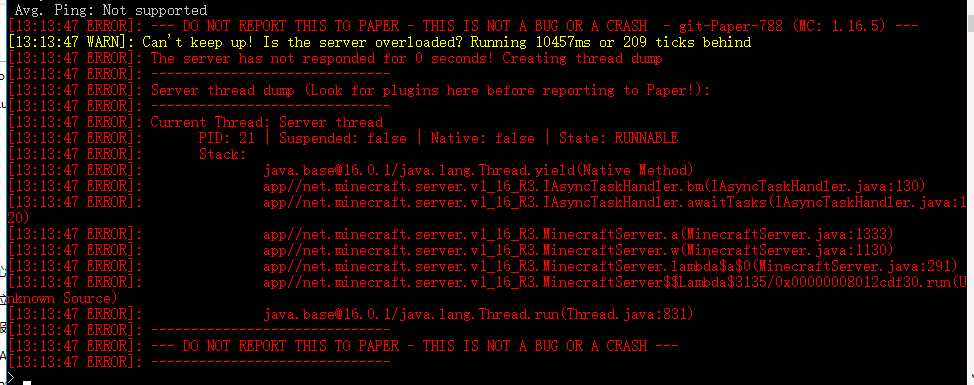 Avg. Ping: Not supported
[13:13:47 ERROR]: --- DO NOT REPORT THIS TO PAPER - THIS IS NOT A BUG OR A CRASH  - git-Paper-738 (MC: 1.16.5) ---
[13:13:47 WARN]: Can't keep up! Is the server overloaded? Running 10457ms or 209 ticks behind
[13:13:47 ERROR]: The server has not responded for 0 seconds! Creating thread dump
[13:13:47 ERROR]: ------------------------------
[13:13:47 ERROR]: Server thread dump (Look for plugins here before reporting to Paper!):
[13:13:47 ERROR]: ------------------------------
[13:13:47 ERROR]: Current Thread: Server thread
[13:13:47 ERROR]:       PID: 21 | Suspended: false | Native: false | State: RUNNABLE
[13:13:47 ERROR]:       Stack:
[13:13:47 ERROR]:               java.base@16.0.1/java.lang.Thread.yield(Native Method)
[13:13:47 ERROR]:               app//net.minecraft.server.v1_16_R3.IAsyncTaskHandler.bm(IAsyncTaskHandler.java:130)
[13:13:47 ERROR]:               app//net.minecraft.server.v1_16_R3.IAsyncTaskHandler.awaitTasks(IAsyncTaskHandler.java:1
20)
[13:13:47 ERROR]:               app//net.minecraft.server.v1_16_R3.MinecraftServer.a(MinecraftServer.java:1333)
[13:13:47 ERROR]:               app//net.minecraft.server.v1_16_R3.MinecraftServer.w(MinecraftServer.java:1130)
[13:13:47 ERROR]:               app//net.minecraft.server.v1_16_R3.MinecraftServer.lambda$a$0(MinecraftServer.java:291)
[13:13:47 ERROR]:               app//net.minecraft.server.v1_16_R3.MinecraftServer$$Lambda$3135/0x00000008012cdf30.run(U
nknown Source)
[13:13:47 ERROR]:               java.base@16.0.1/java.lang.Thread.run(Thread.java:831)
[13:13:47 ERROR]: ------------------------------
[13:13:47 ERROR]: --- DO NOT REPORT THIS TO PAPER - THIS IS NOT A BUG OR A CRASH ---
[13:13:47 ERROR]: ------------------------------
>